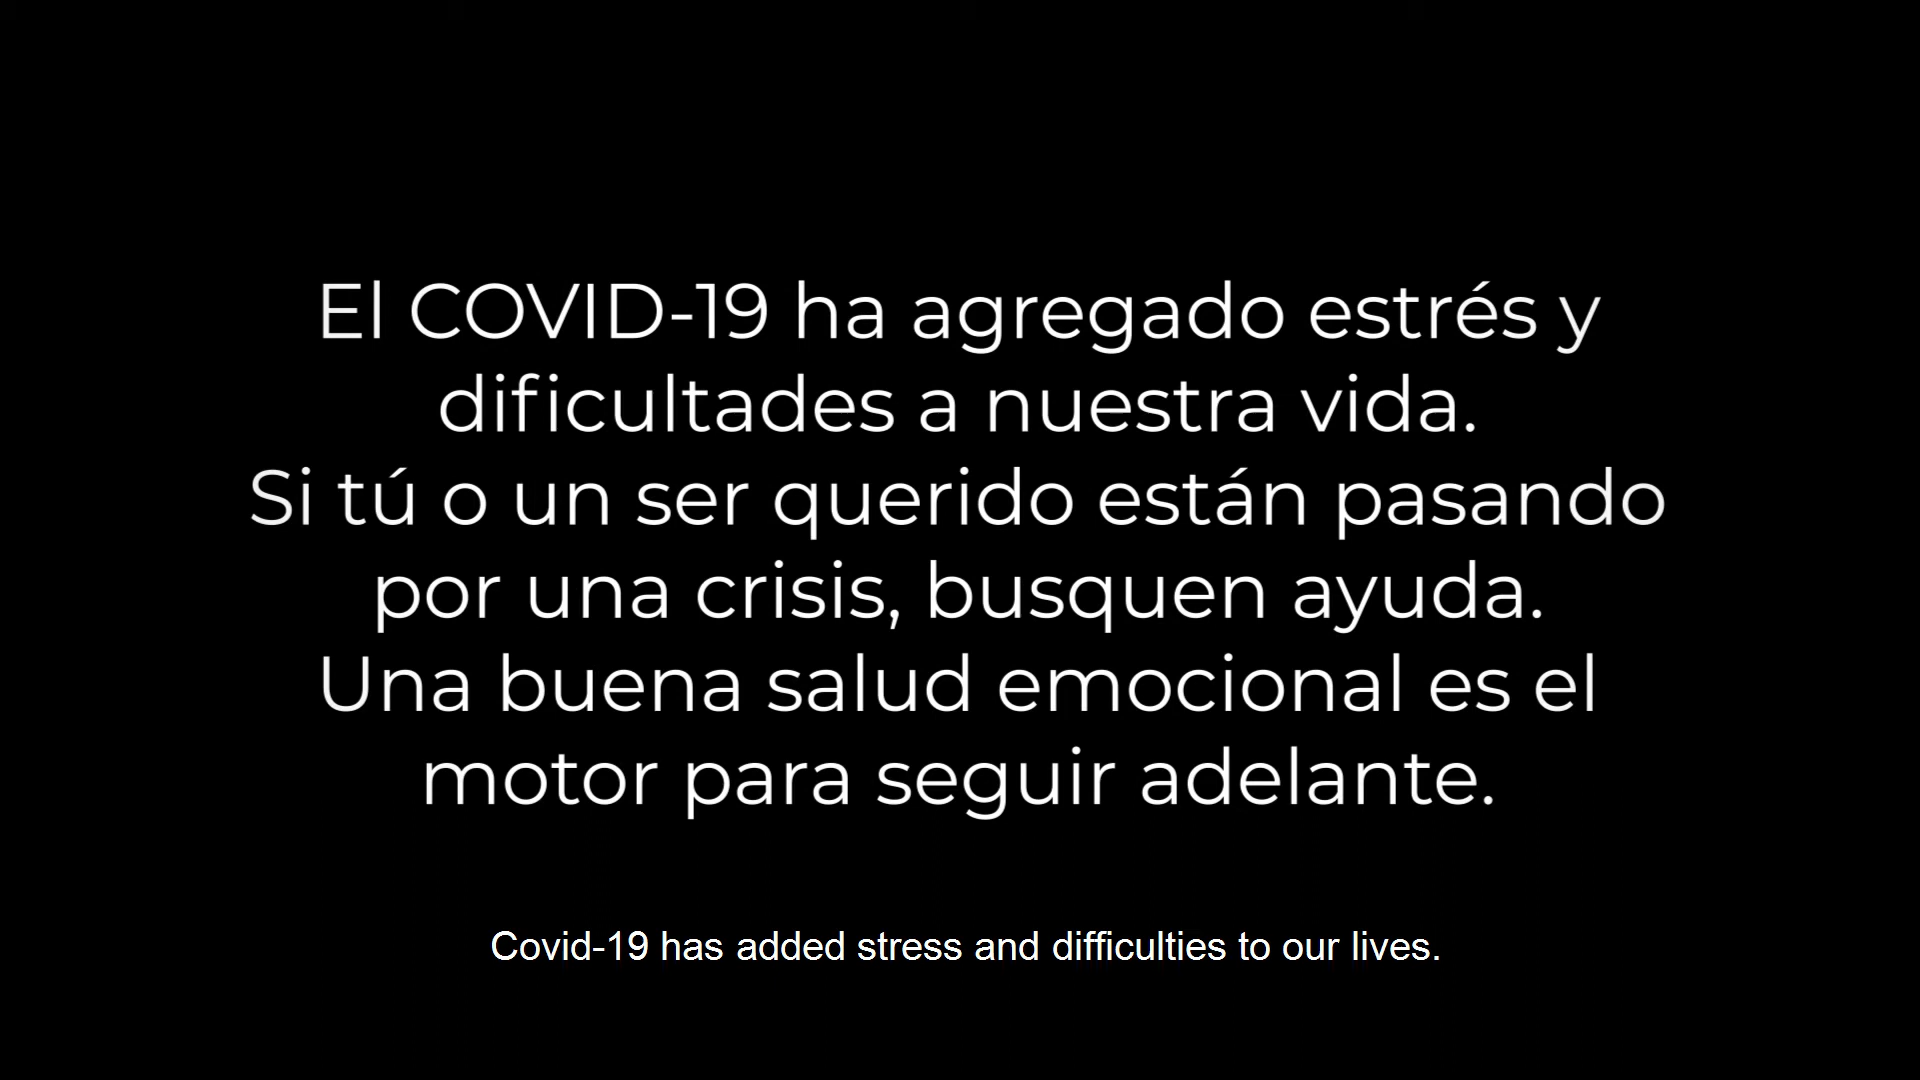 El COVID-19 ha agregado estrés y
dificultades a nuestra vida.
Si tú o un ser querido están pasando
por una crisis, busquen ayuda.
Una buena salud emocional es el
motor para seguir adelante.
Covid-19 has added stress and difficulties to our lives.